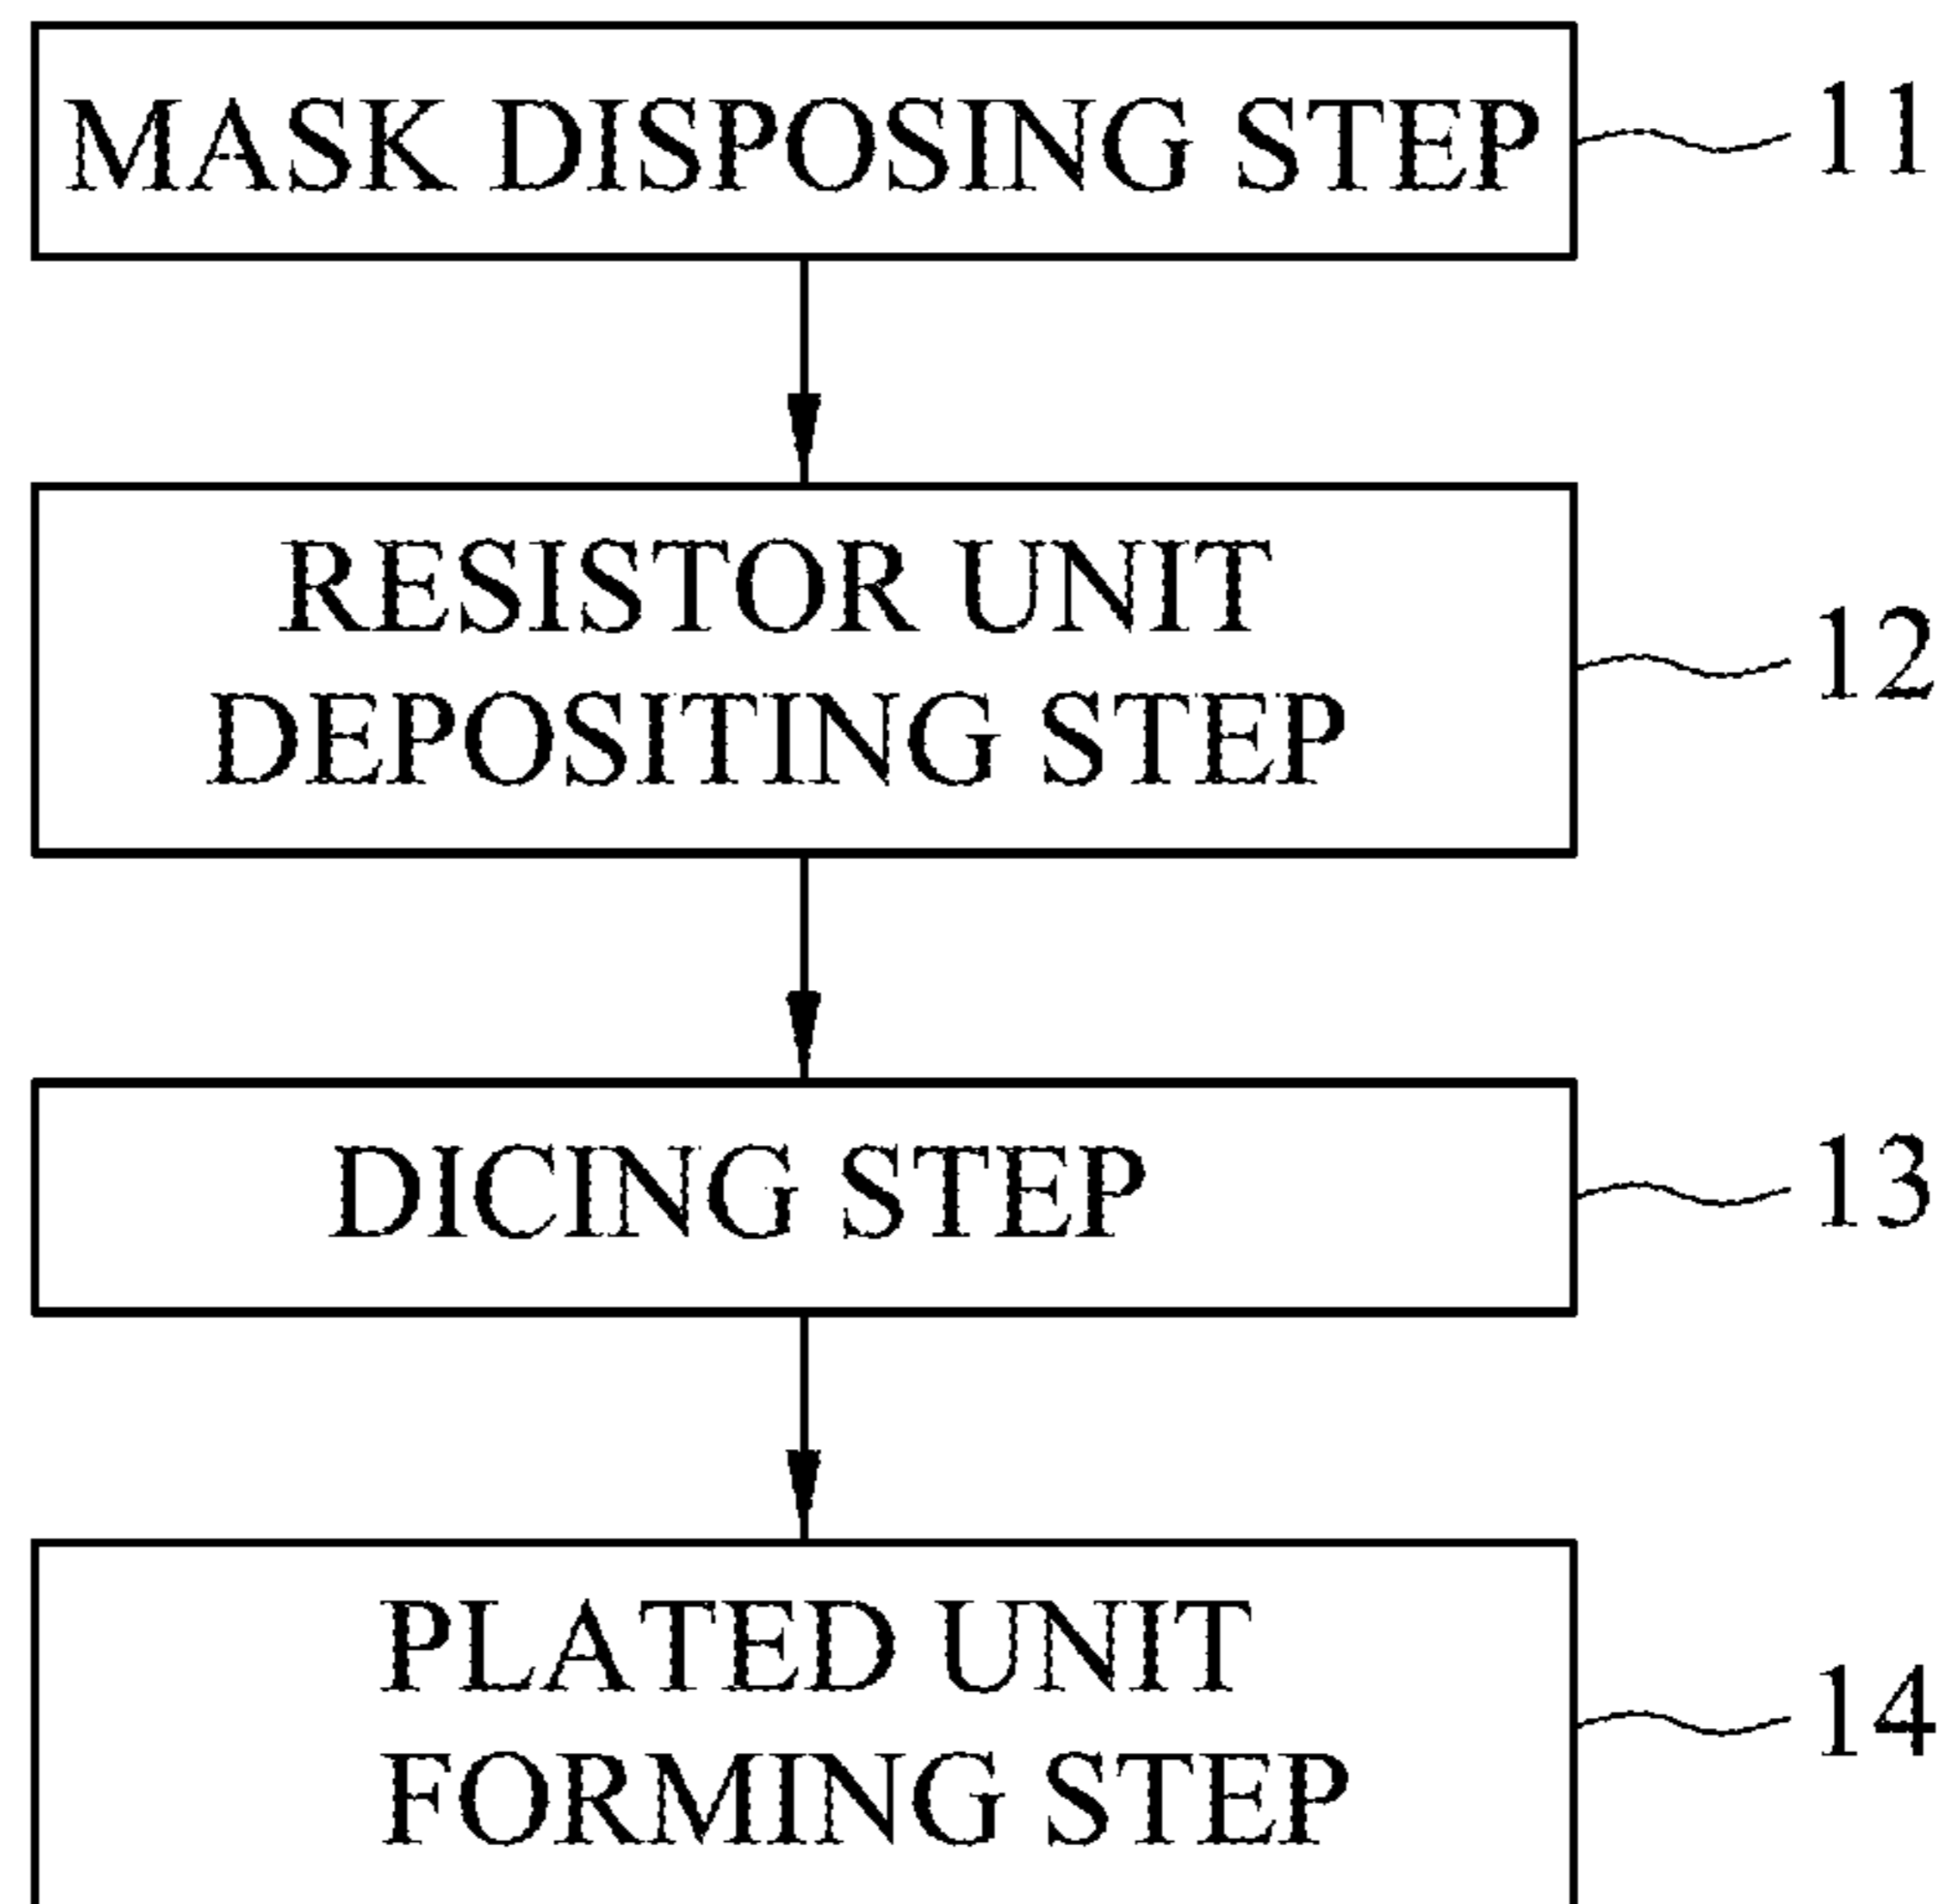 MASK DISPOSING STEP
11
RESISTOR UNIT
DEPOSITING STEP
12
DICING STEP
13
PLATED UNIT
FORMING STEP
14